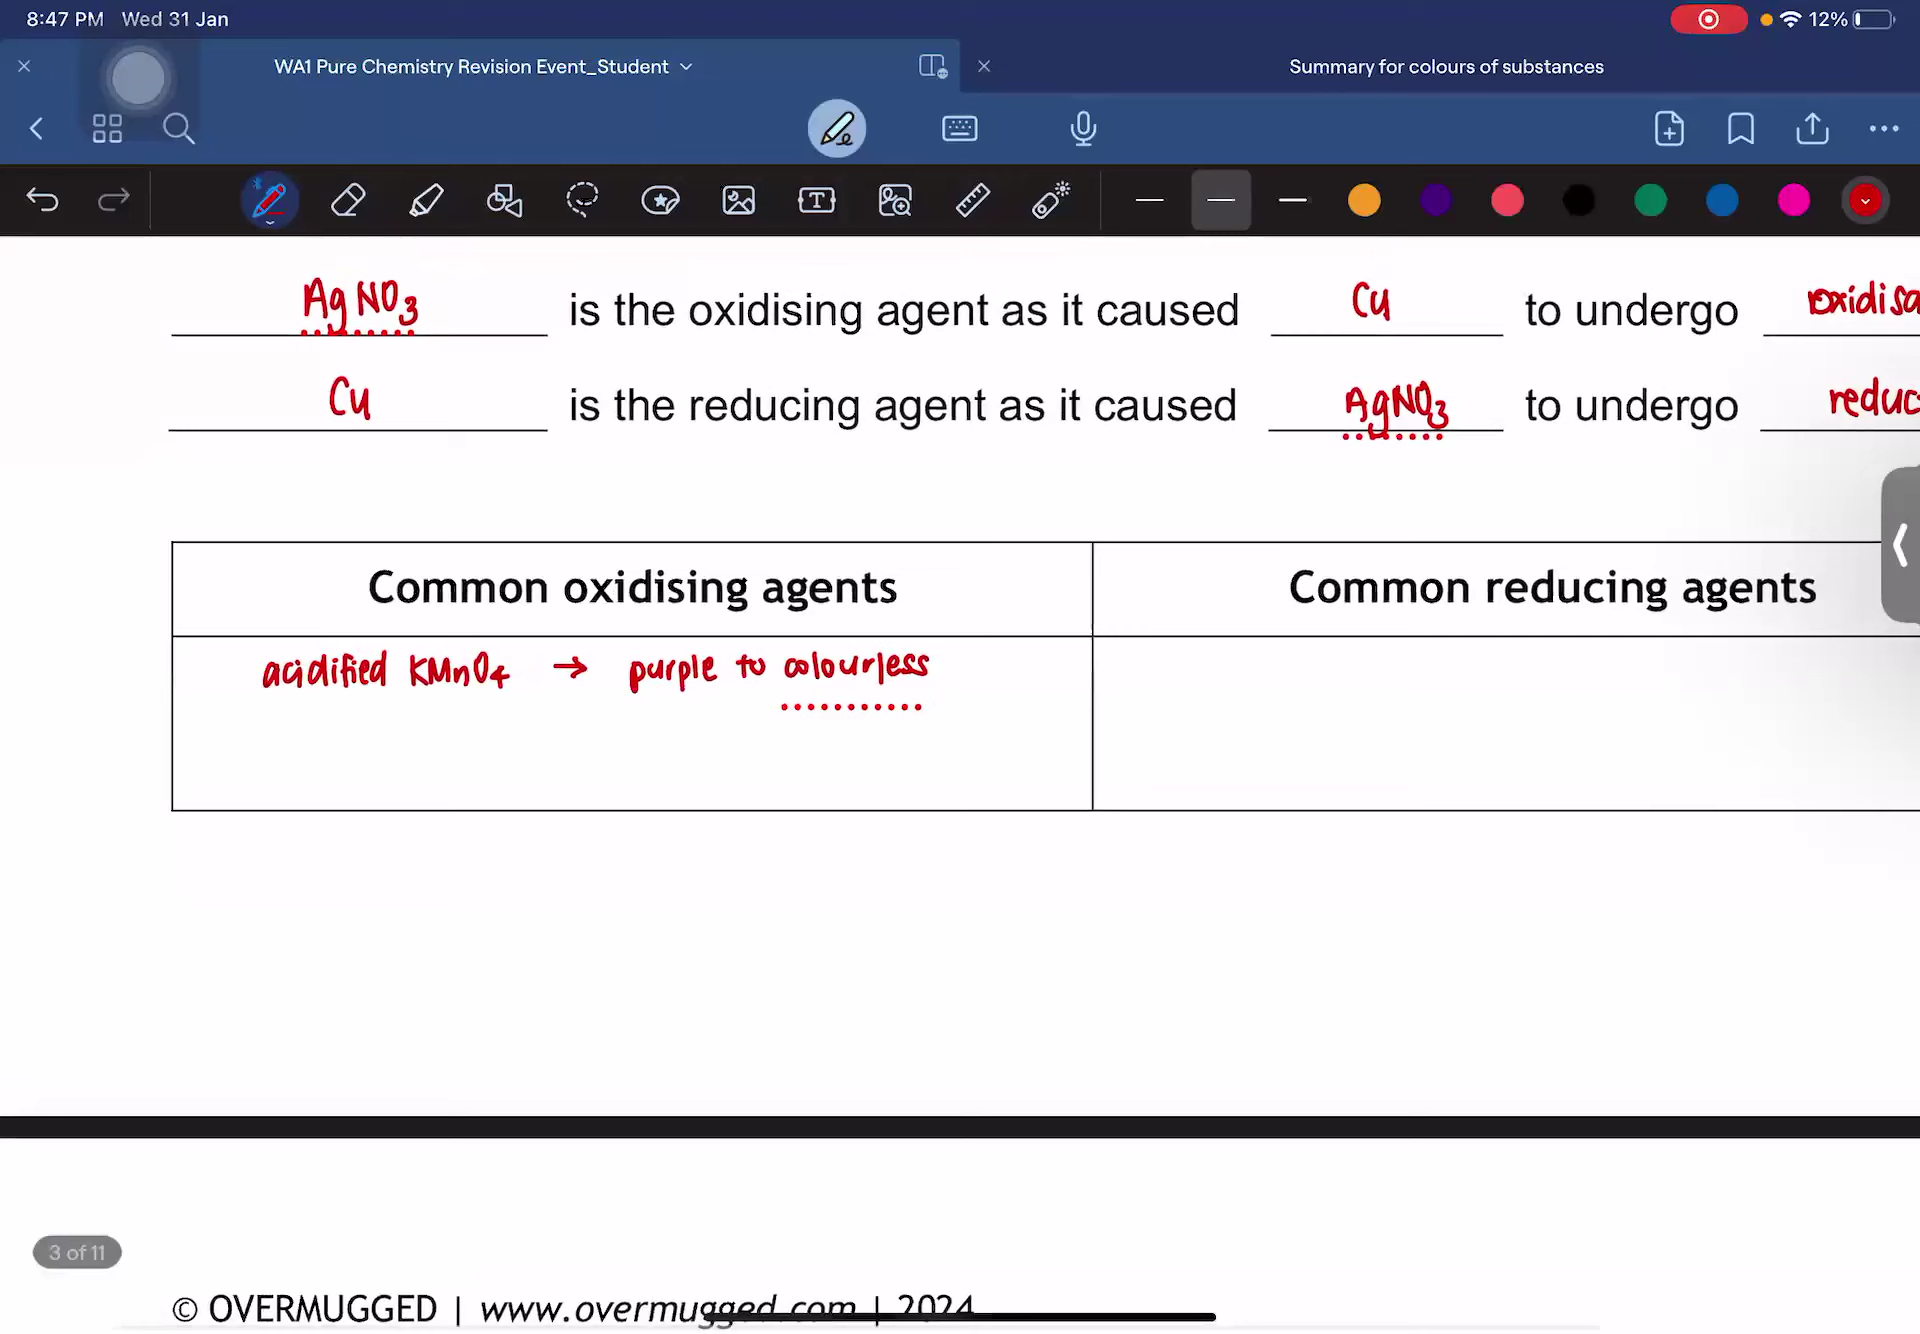 8:47 PM Wed 31 Jan 12%
WA1 Pure Chemistry Revision Event_Student Summary for colours of substances
AgNO3 is the oxidising agent as it caused Cu to undergo oxidisa
Cu is the reducing agent as it caused AgNO3 to undergo reduc
Common oxidising agents Common reducing agents
acidified KMnO4 → purple to colourless
3 of 11
© OVERMUGGED | www.overmugged.com | 2024